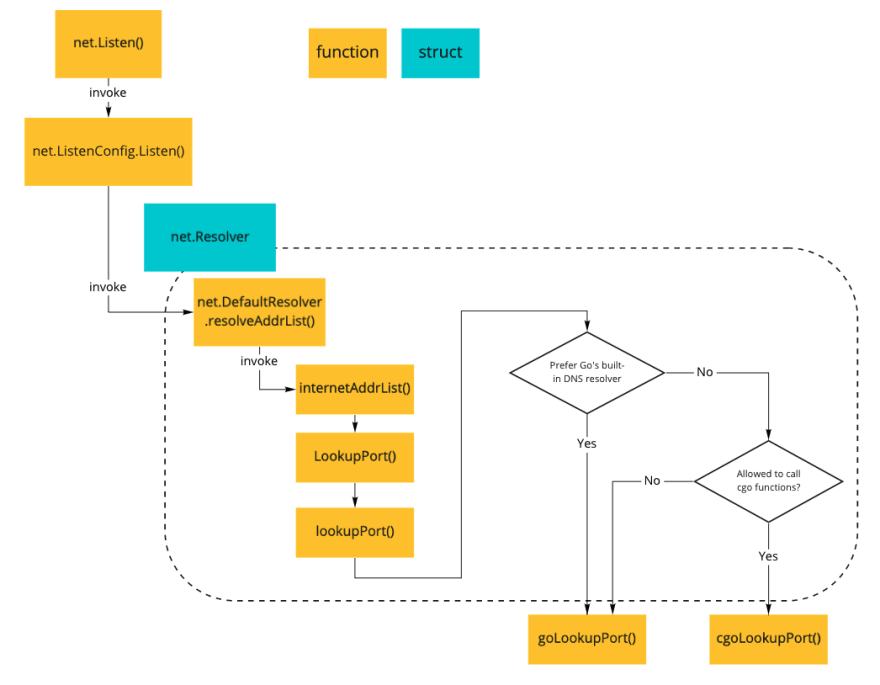 net.Listen()
function
struct
invoke
net.ListenConfig.Listen()
net.Resolver
invoke
net.DefaultResolver
.resolveAddrList()
invoke
internetAddrList()
LookupPort()
lookupPort()
Prefer Go's built-
in DNS resolver
No
Yes
Allowed to call
cgo functions?
No
Yes
goLookupPort()
cgoLookupPort()